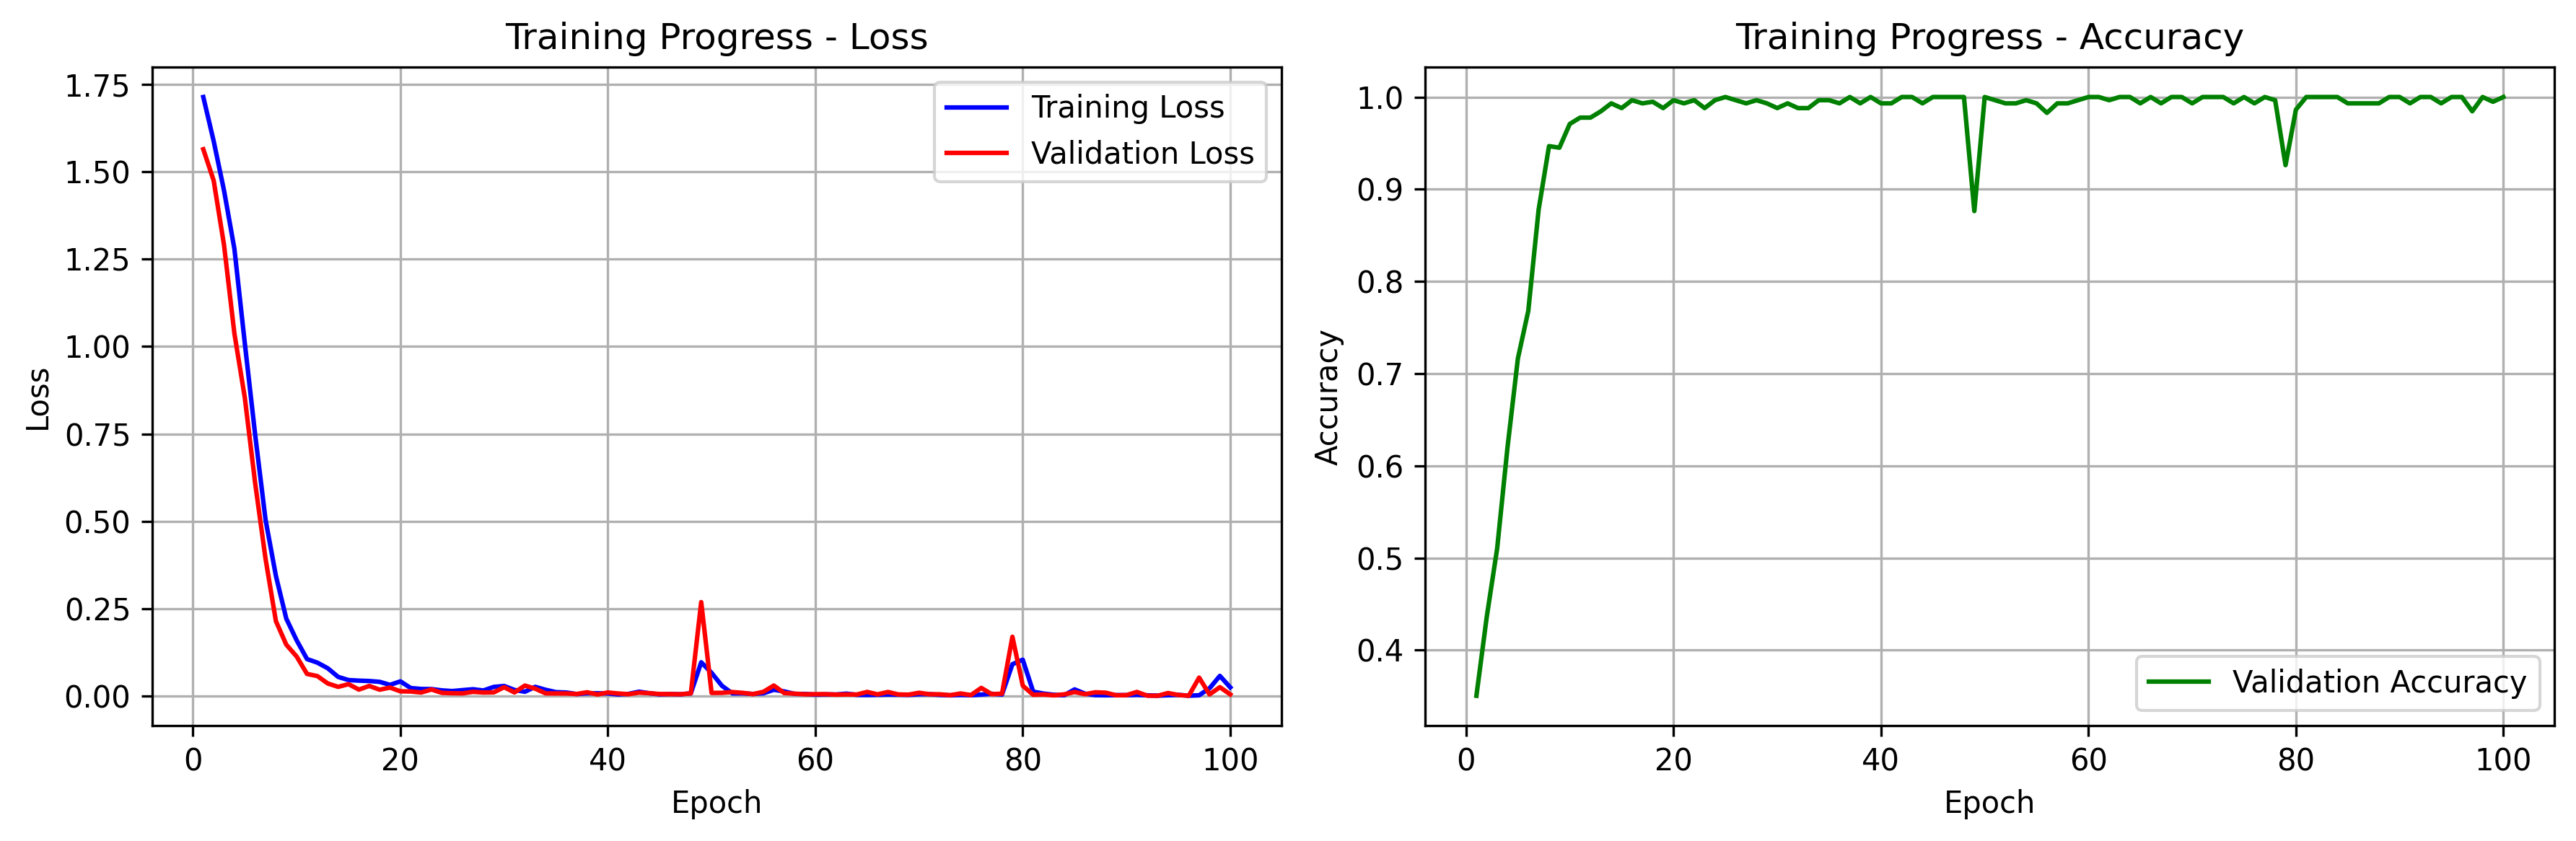 Training Progress - Loss
1.75
1.50
1.25
1.00
0.75
0.50
0.25
0.00
Loss
Training Loss
Validation Loss
0 20 40 60 80 100
Epoch
Training Progress - Accuracy
1.0
0.9
0.8
0.7
0.6
0.5
0.4
Accuracy
Validation Accuracy
0 20 40 60 80 100
Epoch